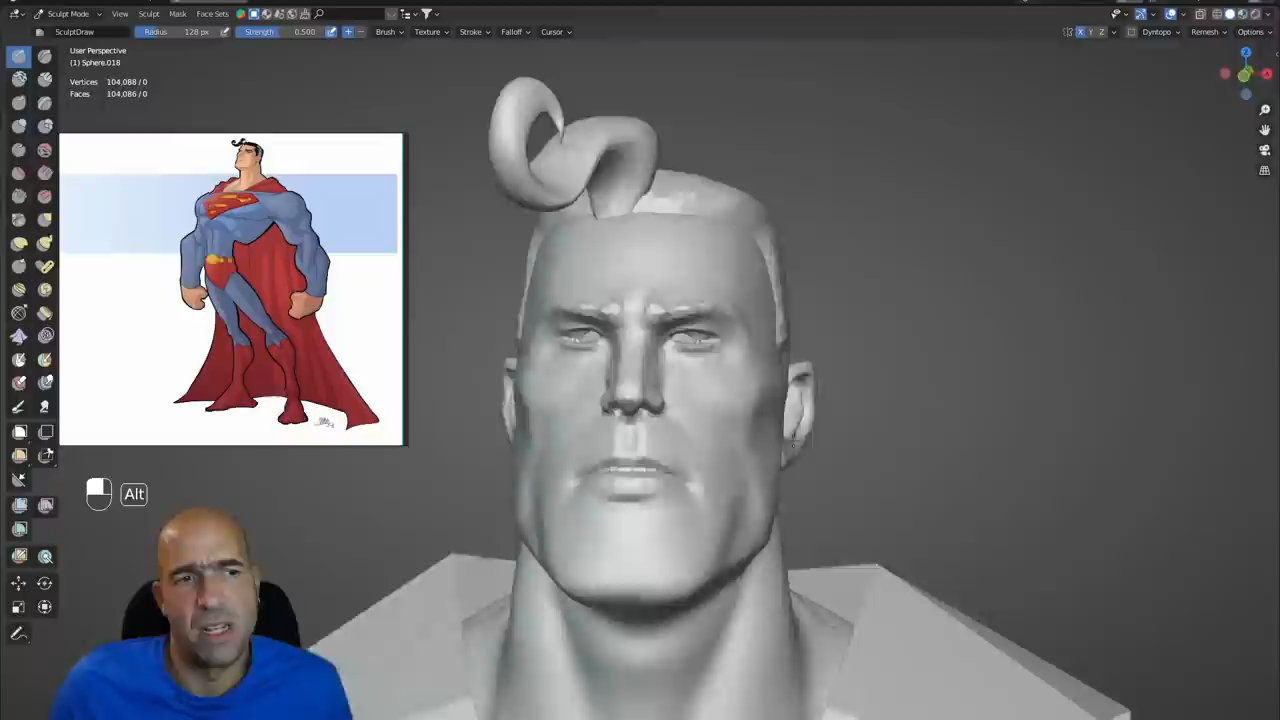 Sculpt Mode View Sculpt Mask Face Sets
SculptDraw Radius 128 px Strength 0.500 Brush Texture Stroke Falloff Cursor X Y Z Dyntopo Remesh Options
User Perspective
(1) Sphere.018
Vertices 104,088 / 0
Faces 104,086 / 0
Z
Alt